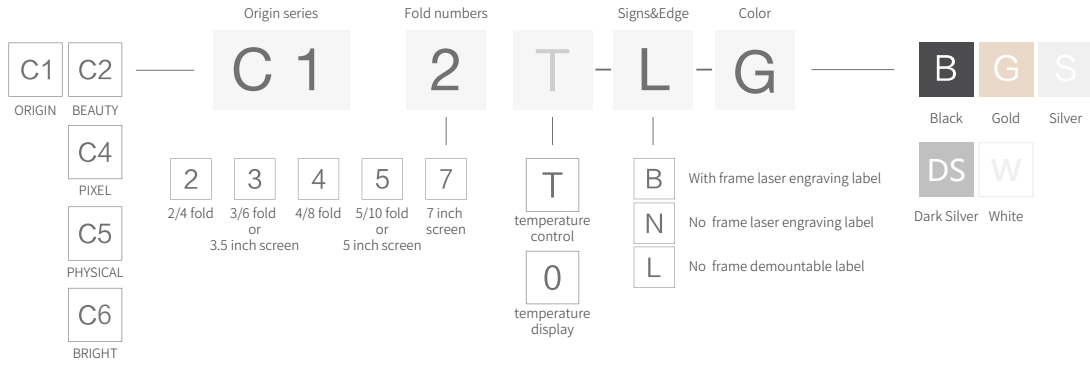 Origin series
Fold numbers
Signs&Edge
Color
C1
C2
C 1
2
T
L
G
B
G
S
ORIGIN
BEAUTY
Black
Gold
Silver
C4
PIXEL
2
3
4
5
7
T
B
With frame laser engraving label
DS
W
2/4 fold
3/6 fold
or
3.5 inch screen
4/8 fold
5/10 fold
or
5 inch screen
7 inch
screen
temperature
control
N
No frame laser engraving label
Dark Silver
White
C5
PHYSICAL
0
temperature
display
L
No frame demountable label
C6
BRIGHT